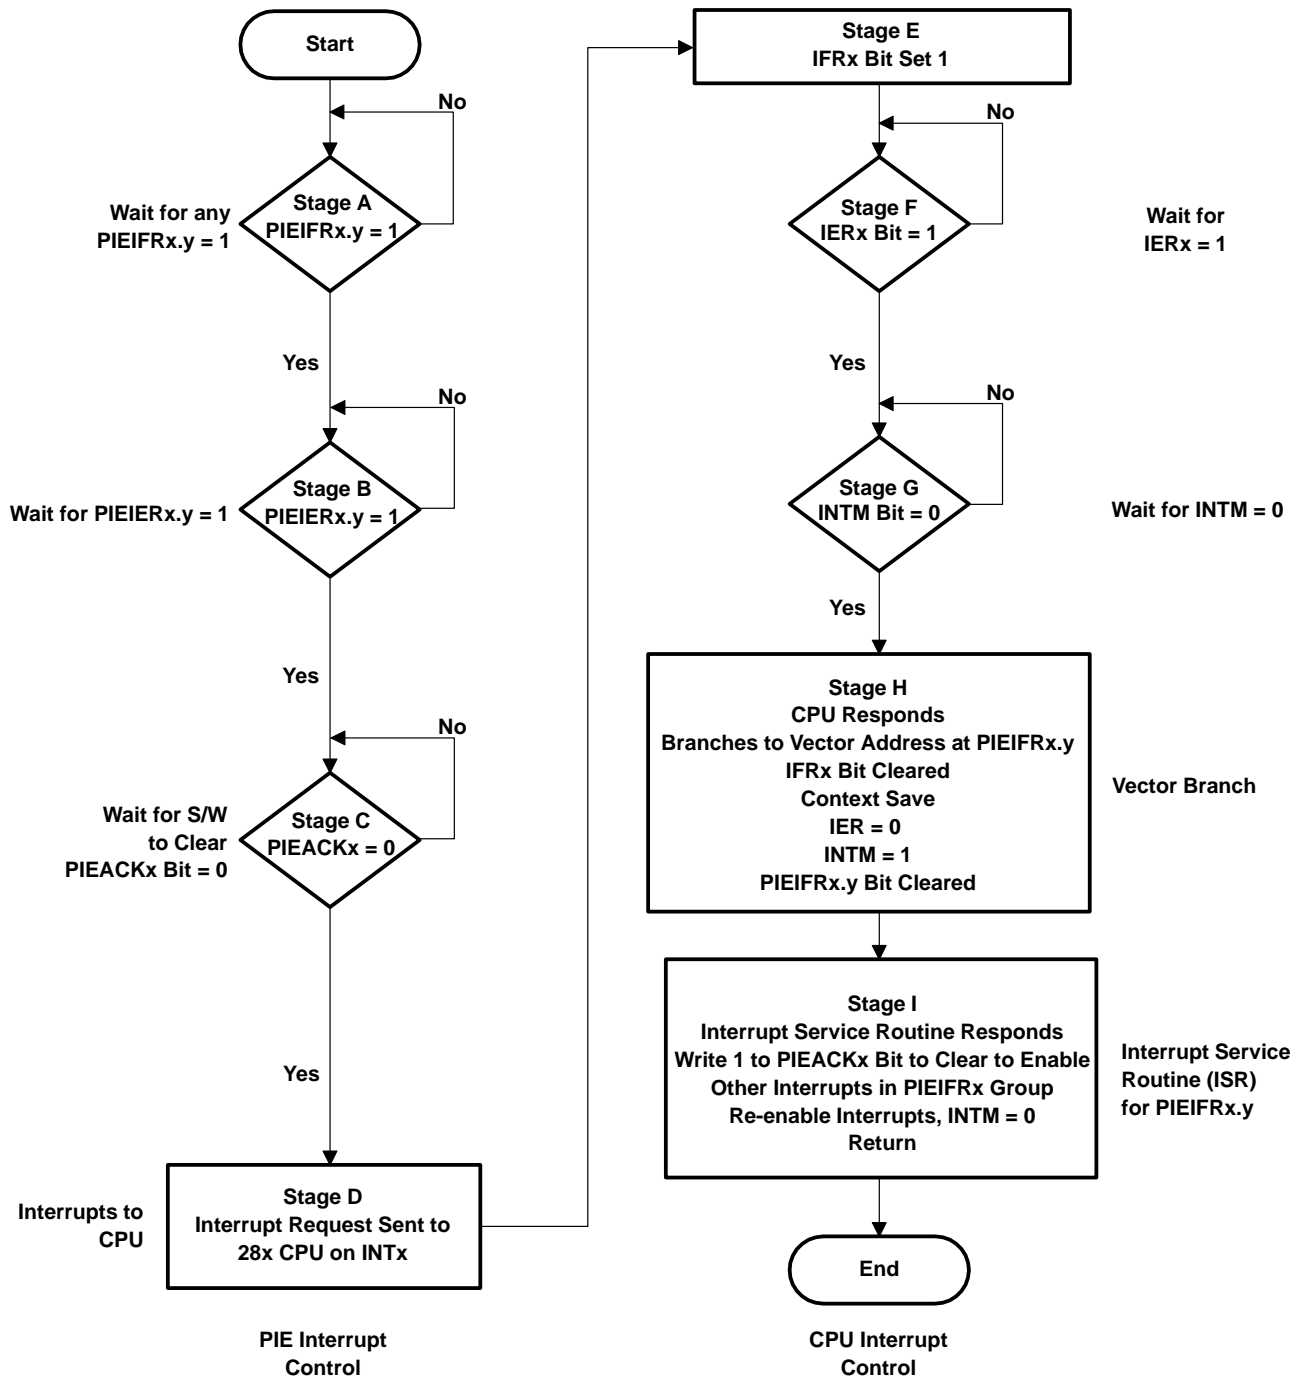 Start
No
Wait for any
PIEIFRx.y = 1
Stage A
PIEIFRx.y = 1
Yes
No
Wait for PIEIERx.y = 1
Stage B
PIEIERx.y = 1
Yes
No
Wait for S/W
to Clear
PIEACKx Bit = 0
Stage C
PIEACKx = 0
Yes
Interrupts to
CPU
Stage D
Interrupt Request Sent to
28x CPU on INTx
PIE Interrupt
Control
Stage E
IFRx Bit Set 1
No
Stage F
IERx Bit = 1
Wait for
IERx = 1
Yes
No
Stage G
INTM Bit = 0
Wait for INTM = 0
Yes
Stage H
CPU Responds
Branches to Vector Address at PIEIFRx.y
IFRx Bit Cleared
Context Save
IER = 0
INTM = 1
PIEIFRx.y Bit Cleared
Vector Branch
Stage I
Interrupt Service Routine Responds
Write 1 to PIEACKx Bit to Clear to Enable
Other Interrupts in PIEIFRx Group
Re-enable Interrupts, INTM = 0
Return
Interrupt Service
Routine (ISR)
for PIEIFRx.y
End
CPU Interrupt
Control